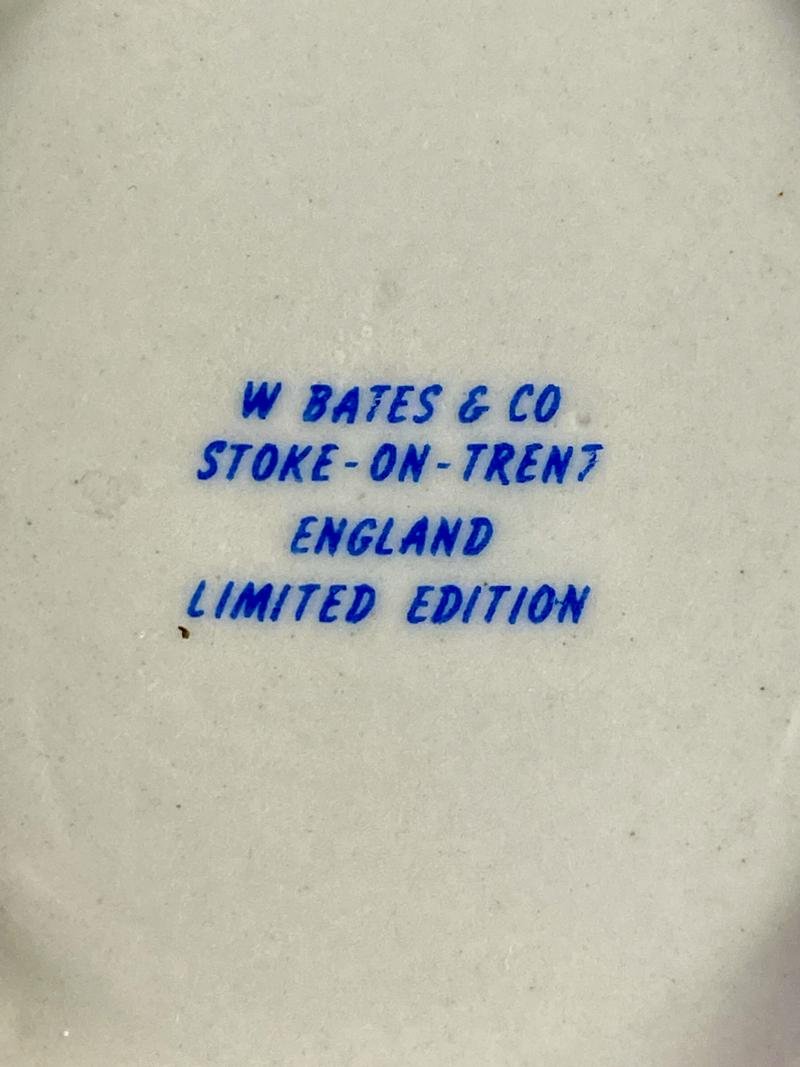 W BATES & CO
STOKE-ON-TRENT
ENGLAND
LIMITED EDITION